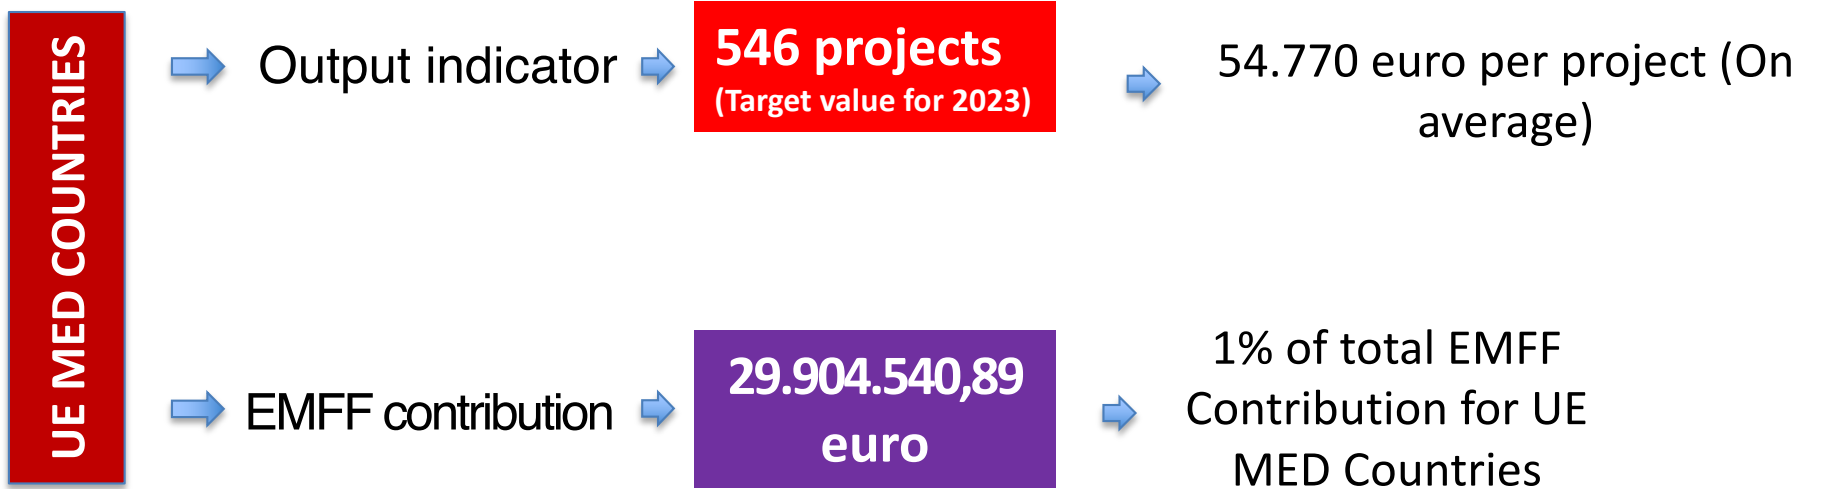 UE MED COUNTRIES
Output indicator
546 projects
(Target value for 2023)
54.770 euro per project (On
average)
EMFF contribution
29.904.540,89
euro
1% of total EMFF
Contribution for UE
MED Countries